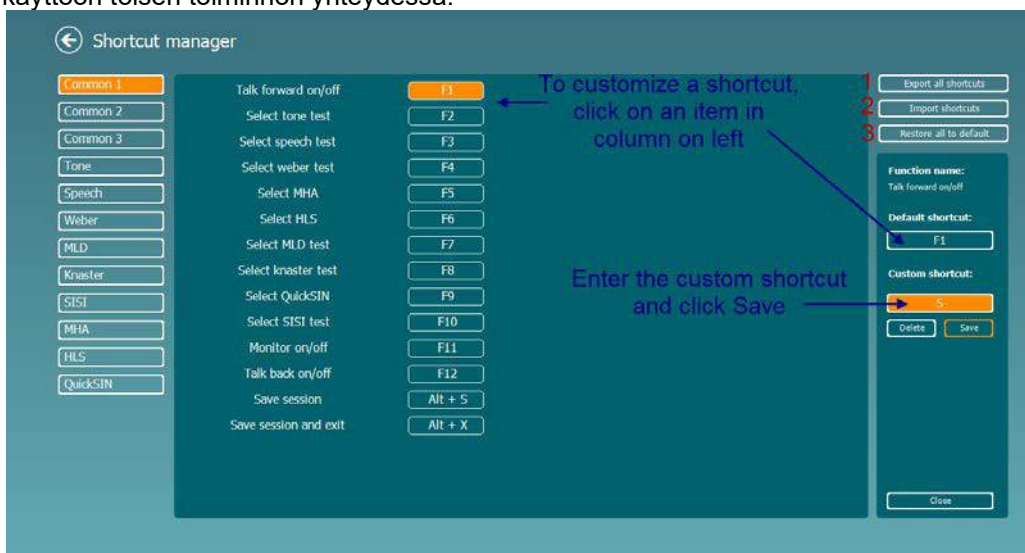 käyttöön toisen toiminnon yhteydessä.
Shortcut manager
Common 1
Common 2
Common 3
Tone
Speech
Weber
MLD
Knaster
SISI
MHA
HLS
QuickSIN
Talk forward on/off F1
Select tone test F2
Select speech test F3
Select weber test F4
Select MHA F5
Select HLS F6
Select MLD test F7
Select knaster test F8
Select QuickSIN F9
Select SISI test F10
Monitor on/off F11
Talk back on/off F12
Save session Alt + S
Save session and exit Alt + X
To customize a shortcut,
click on an item in
column on left
Enter the custom shortcut
and click Save
1 Export all shortcuts
2 Import shortcuts
3 Restore all to default
Function name:
Talk forward on/off
Default shortcut:
F1
Custom shortcut:
S
Delete Save
Close